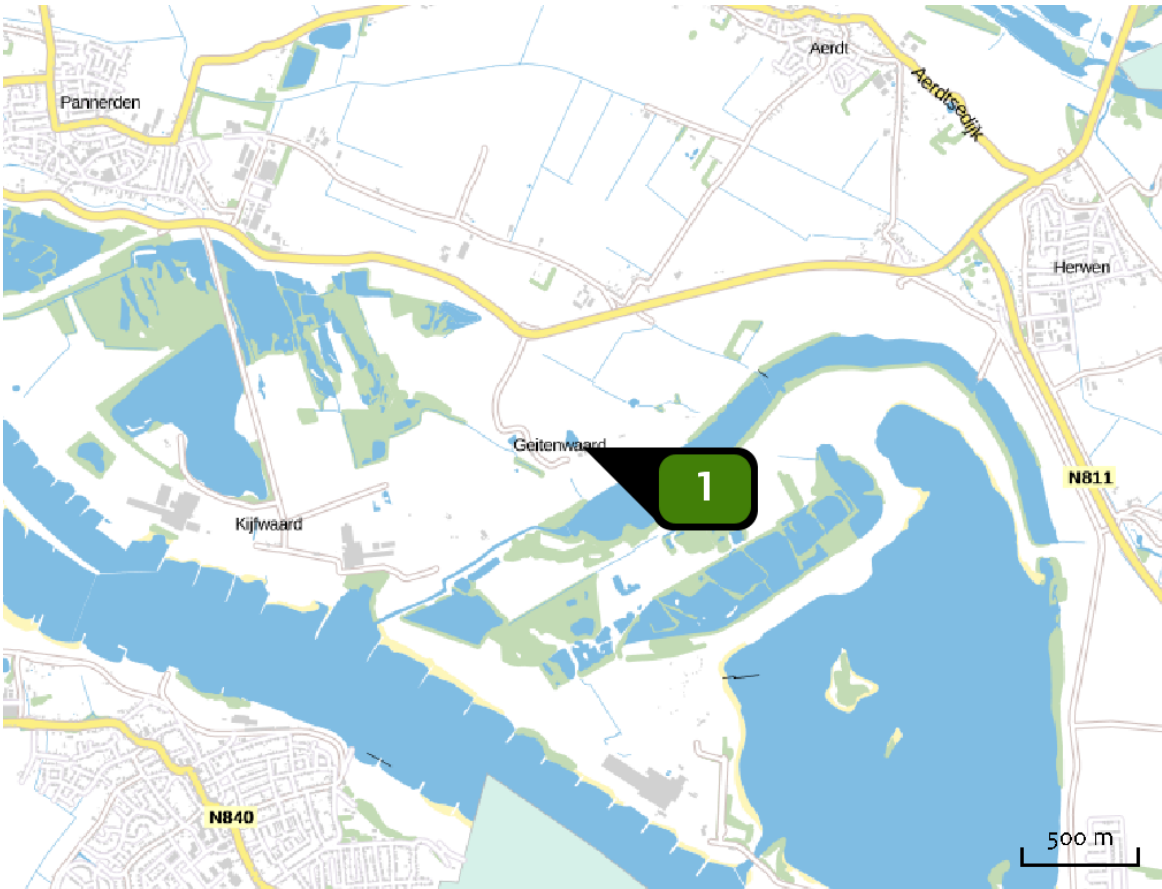 Aerdt
Aerdtsedijk
Pannerden
Herwen
Geitenwaard
1
N811
Kijfwaard
N840
500 m